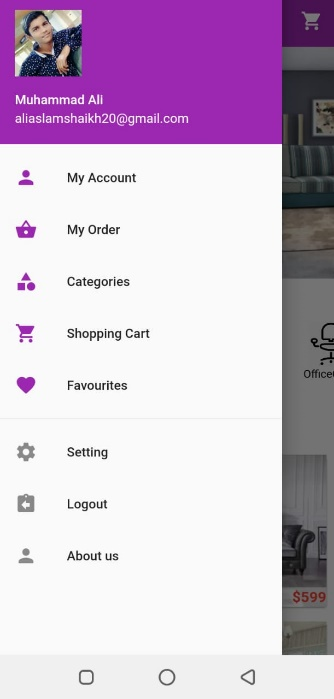 Muhammad Ali
aliaslamshaikh20@gmail.com
My Account
My Order
Categories
Shopping Cart
Favourites
Setting
Logout
About us
Office
$599